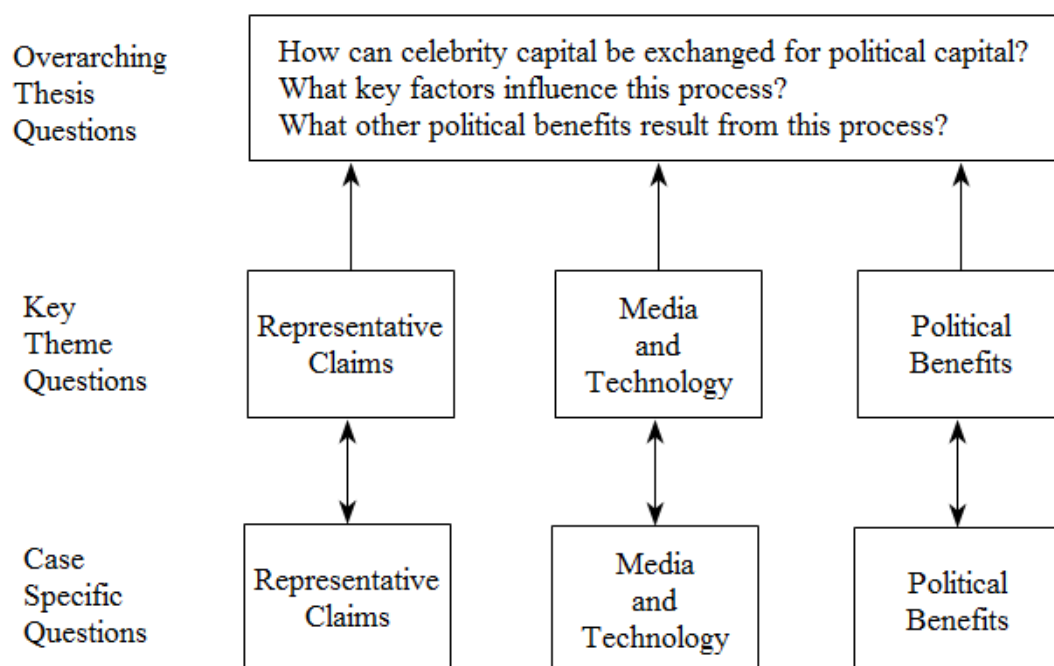 Overarching
Thesis
Questions
How can celebrity capital be exchanged for political capital?
What key factors influence this process?
What other political benefits result from this process?
Key
Theme
Questions
Representative
Claims
Media
and
Technology
Political
Benefits
Case
Specific
Questions
Representative
Claims
Media
and
Technology
Political
Benefits